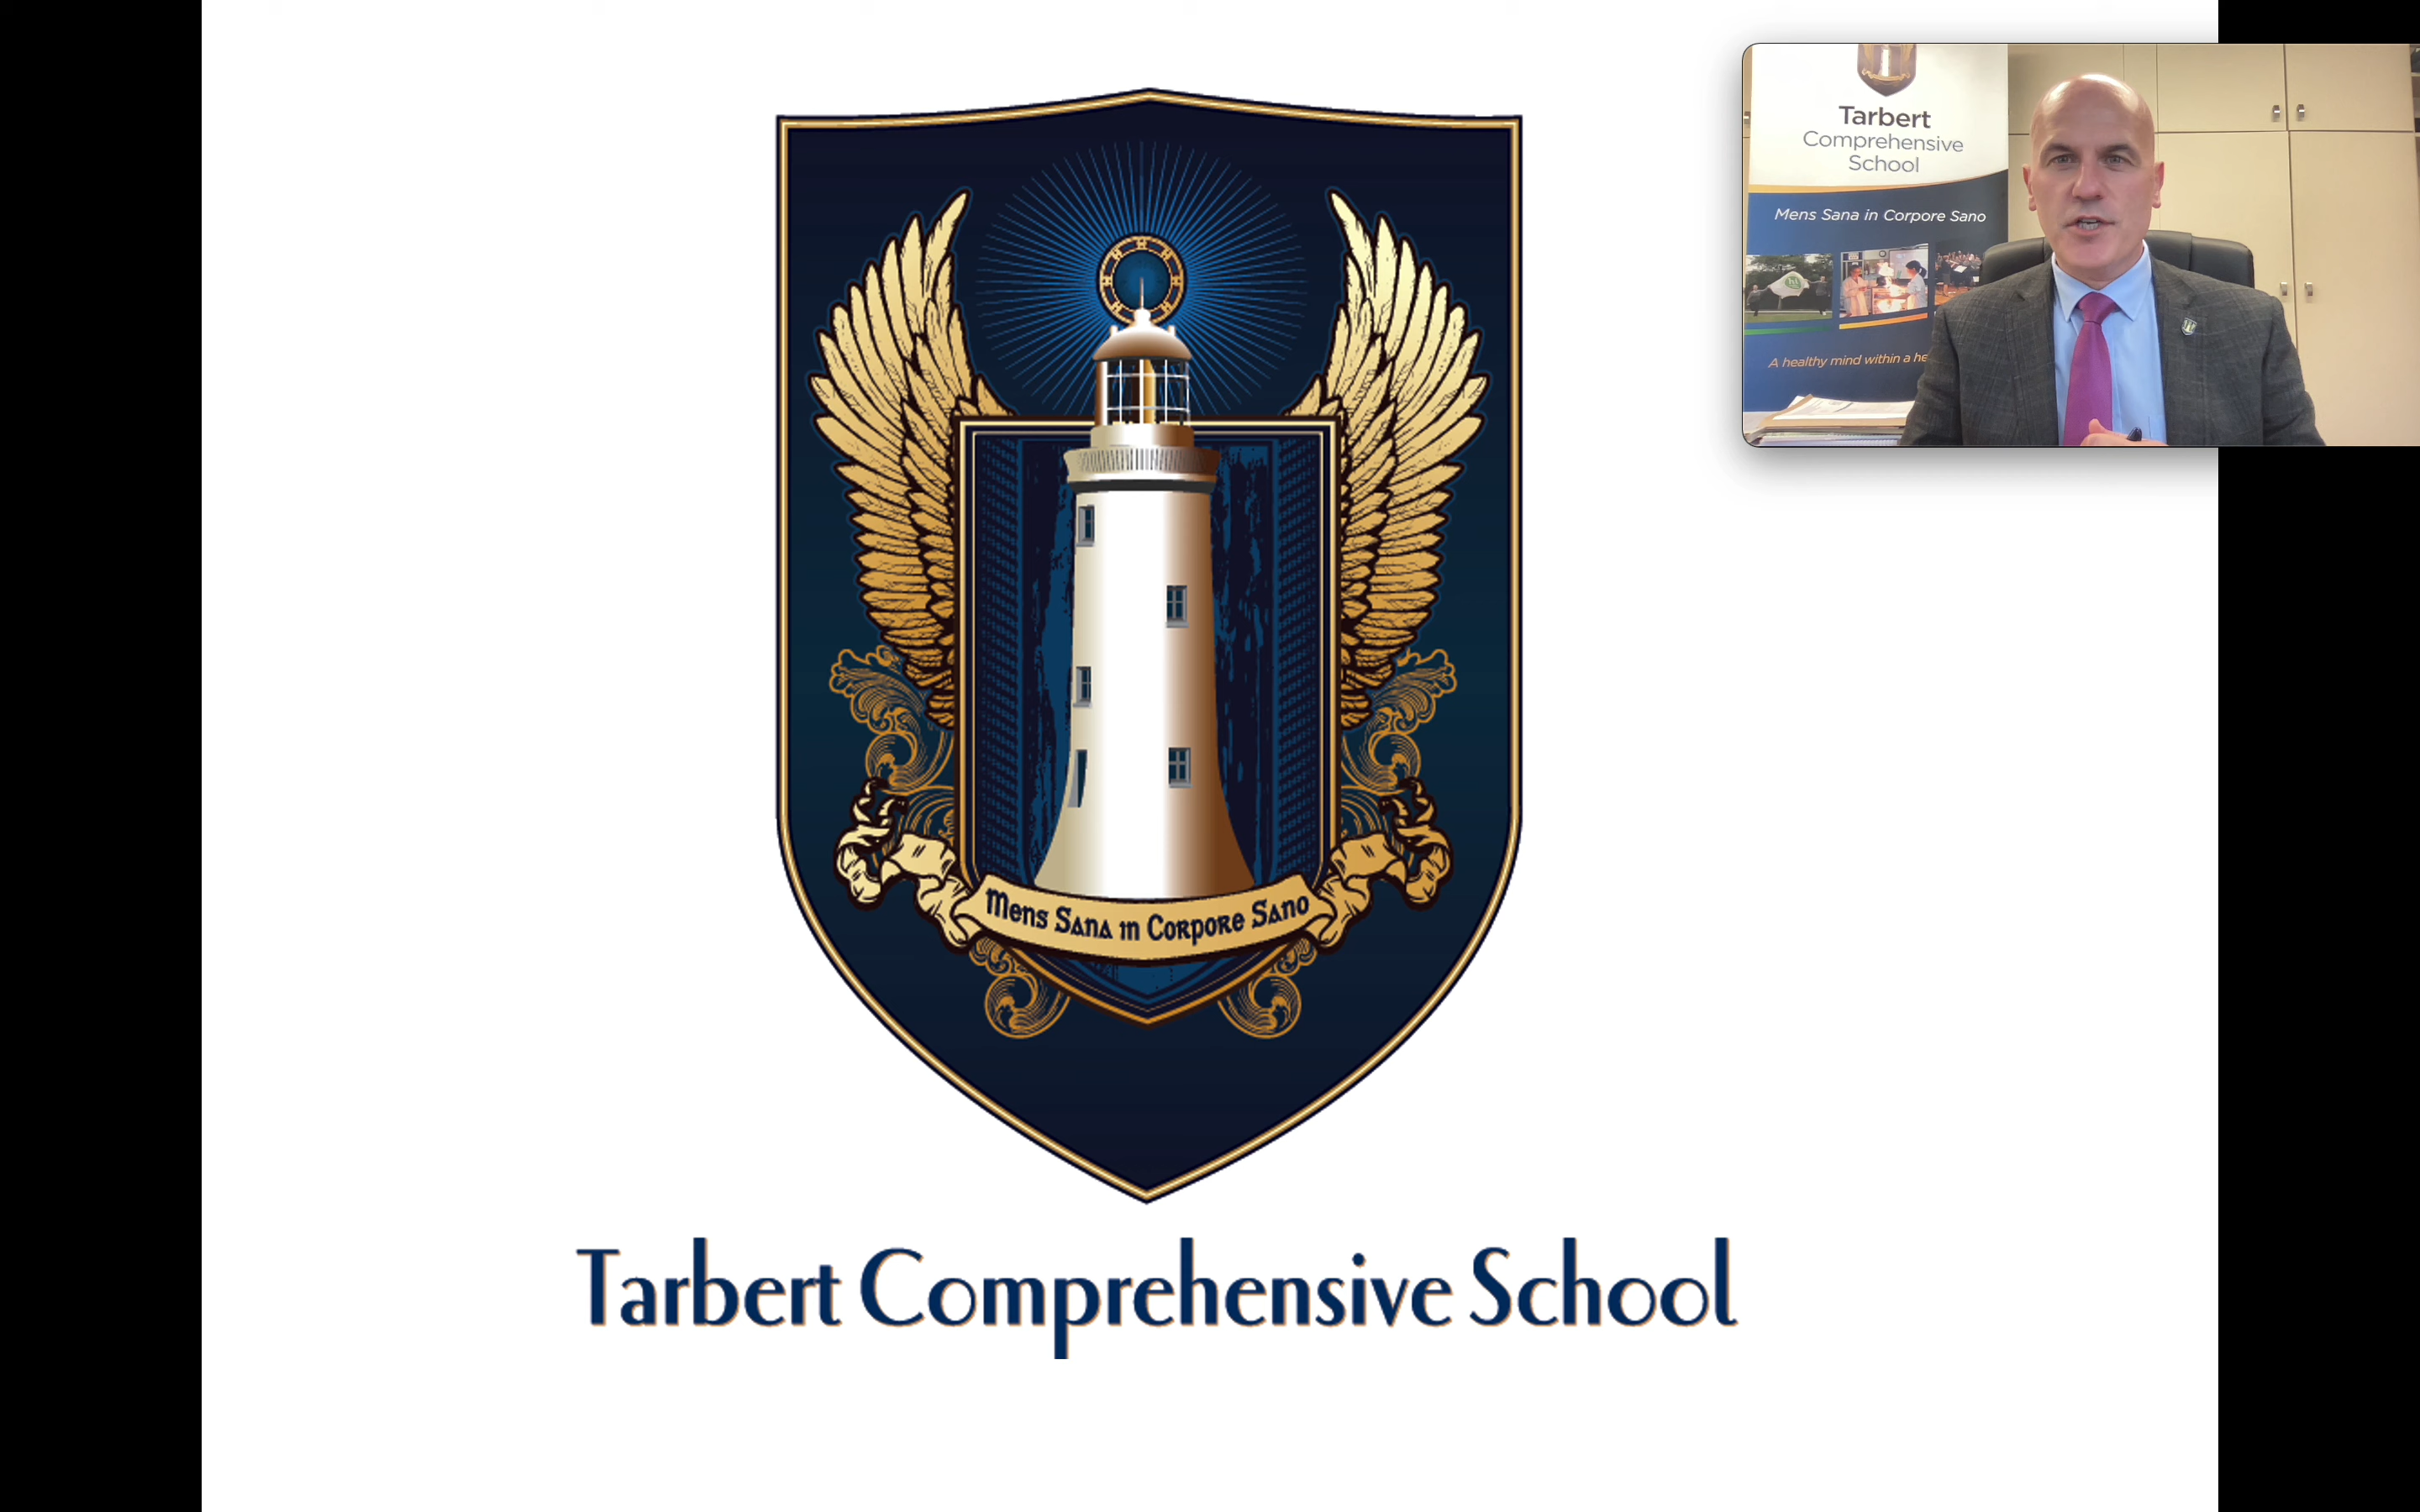 Mens Sana in Corpore Sano
Tarbert Comprehensive School
Tarbert
Comprehensive
School
Mens Sana in Corpore Sano
A healthy mind within a